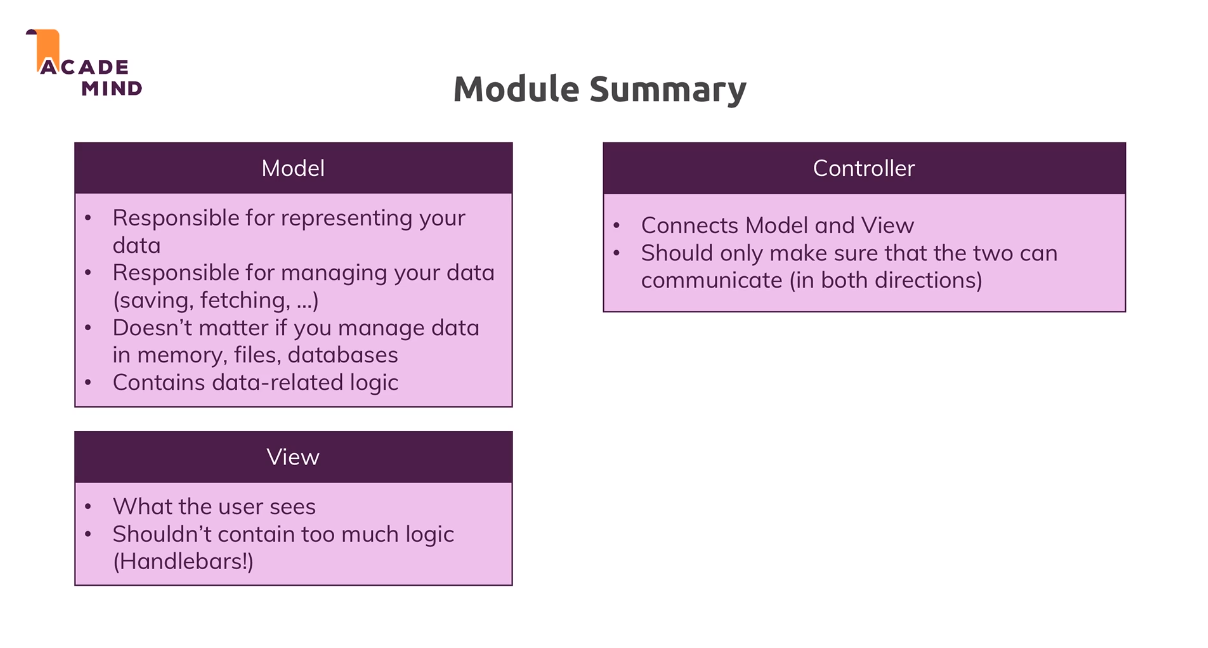 ACADE
MIND
Module Summary
Model
• Responsible for representing your
data
• Responsible for managing your data
(saving, fetching, …)
• Doesn’t matter if you manage data
in memory, files, databases
• Contains data-related logic
Controller
• Connects Model and View
• Should only make sure that the two can
communicate (in both directions)
View
• What the user sees
• Shouldn’t contain too much logic
(Handlebars!)